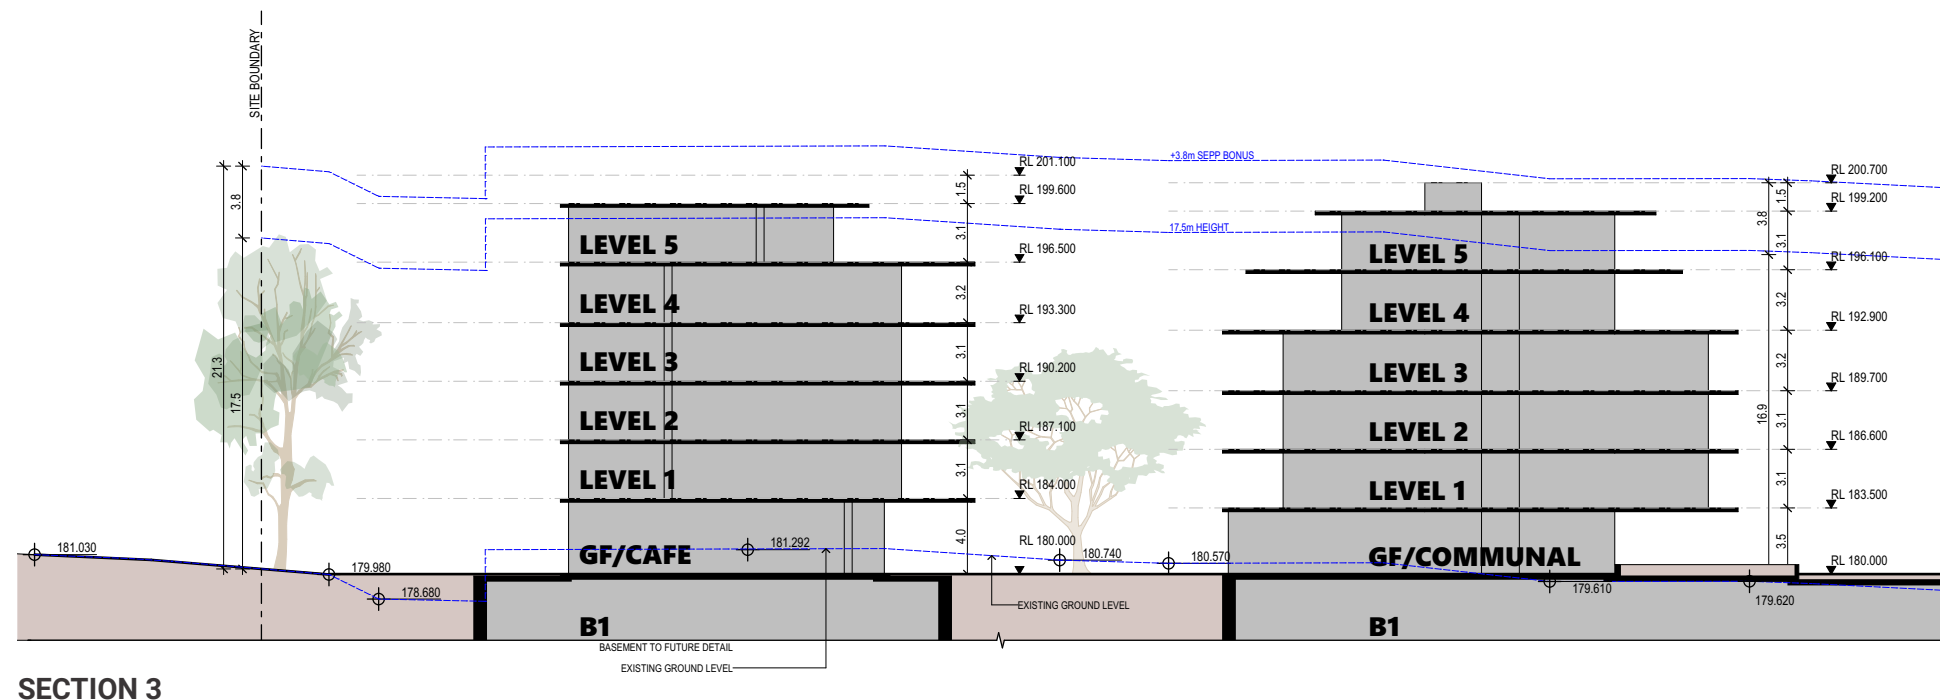 SITE BOUNDARY
+3.8m SEPP BONUS
17.5m HEIGHT
3.8
21.3
17.5
LEVEL 5
LEVEL 4
LEVEL 3
LEVEL 2
LEVEL 1
GF/CAFE
B1
1.5
3.1
3.2
3.1
3.1
3.1
4.0
RL 201.100
RL 199.600
RL 196.500
RL 193.300
RL 190.200
RL 187.100
RL 184.000
RL 180.000
LEVEL 5
LEVEL 4
LEVEL 3
LEVEL 2
LEVEL 1
GF/COMMUNAL
B1
3.8
16.9
1.5
3.1
3.2
3.2
3.1
3.1
3.5
RL 200.700
RL 199.200
RL 196.100
RL 192.900
RL 189.700
RL 186.600
RL 183.500
RL 180.000
181.030
179.980
178.680
181.292
180.740
180.570
179.610
179.620
EXISTING GROUND LEVEL
BASEMENT TO FUTURE DETAIL
EXISTING GROUND LEVEL
SECTION 3